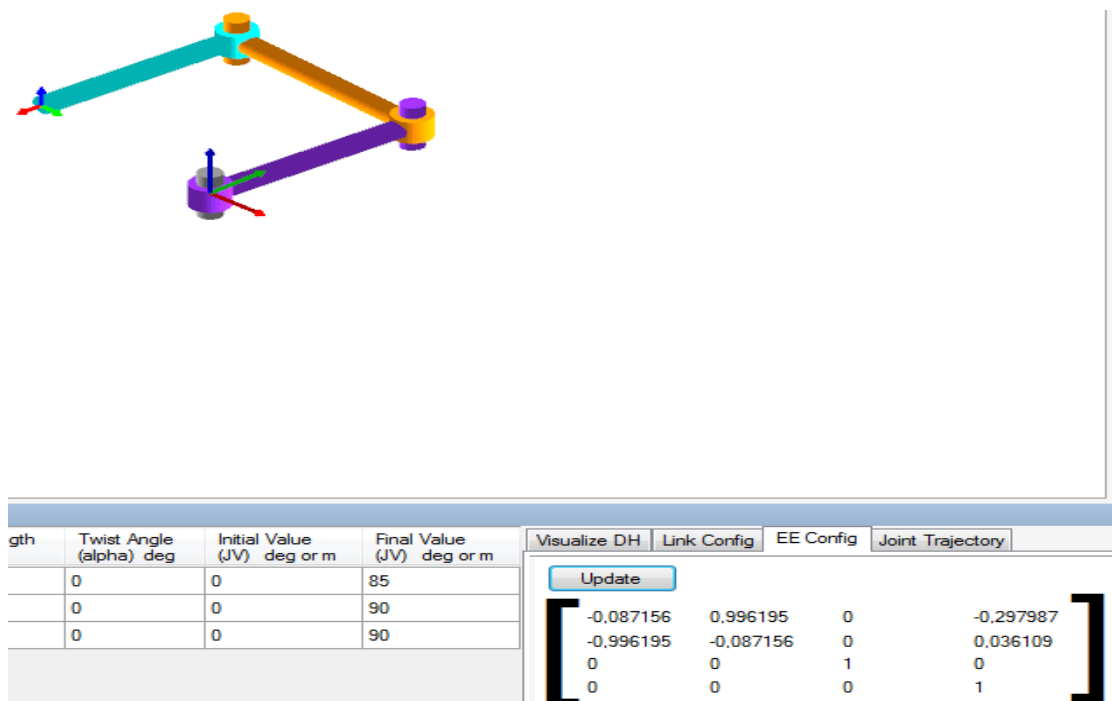 gth Twist Angle (alpha) deg Initial Value (JV) deg or m Final Value (JV) deg or m
0 0 85
0 0 90
0 0 90
Visualize DH Link Config EE Config Joint Trajectory
Update
-0,087156 0,996195 0 -0,297987
-0,996195 -0,087156 0 0,036109
0 0 1 0
0 0 0 1